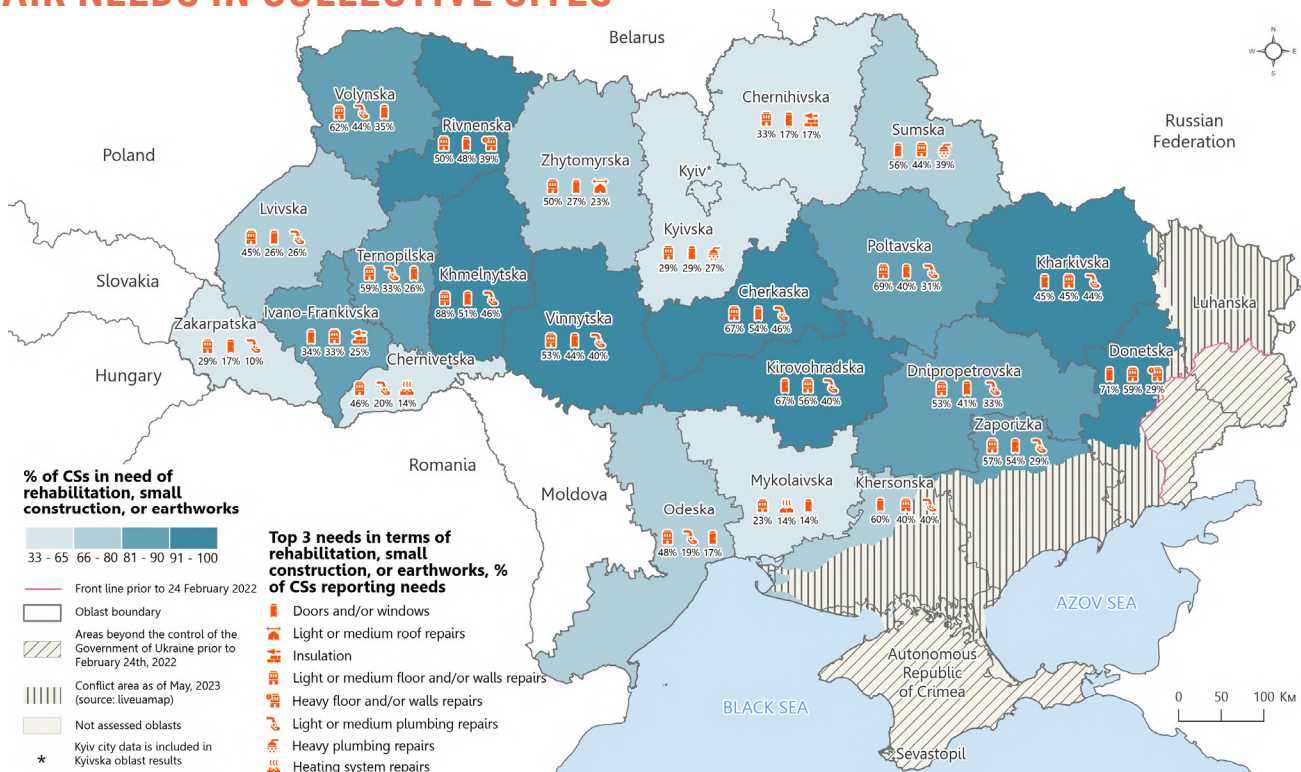 AIR NEEDS IN COLLECTIVE SITES
Belarus
N
W
E
S
Russian
Federation
Poland
Slovakia
Hungary
Romania
Moldova
Volynska
62% 44% 35%
Rivnenska
50% 48% 39%
Zhytomyrska
50% 27% 23%
Kyiv*
Kyivska
29% 29% 27%
Chernihivska
33% 17% 17%
Sumska
56% 44% 39%
Lvivska
45% 26% 26%
Ternopilska
59% 33% 26%
Khmelnytska
88% 51% 46%
Vinnytska
53% 44% 40%
Cherkaska
67% 54% 46%
Poltavska
69% 40% 31%
Kharkivska
45% 45% 44%
Luhanska
Zakarpatska
29% 17% 10%
Ivano-Frankivska
34% 33% 25%
Chernivetska
46% 20% 14%
Kirovohradska
67% 56% 40%
Dnipropetrovska
53% 41% 33%
Donetska
71% 59% 29%
Zaporizka
57% 54% 29%
Odeska
48% 19% 17%
Mykolaivska
23% 14% 14%
Khersonska
60% 40% 40%
AZOV SEA
BLACK SEA
Autonomous
Republic
of Crimea
Sevastopil
0 50 100 Км
% of CSs in need of
rehabilitation, small
construction, or earthworks
33 - 65 66 - 80 81 - 90 91 - 100
Front line prior to 24 February 2022
Oblast boundary
Areas beyond the control of the
Government of Ukraine prior to
February 24th, 2022
Conflict area as of May, 2023
(source: liveuamap)
Not assessed oblasts
* Kyiv city data is included in
Kyivska oblast results
Top 3 needs in terms of
rehabilitation, small
construction, or earthworks, %
of CSs reporting needs
Doors and/or windows
Light or medium roof repairs
Insulation
Light or medium floor and/or walls repairs
Heavy floor and/or walls repairs
Light or medium plumbing repairs
Heavy plumbing repairs
Heating system repairs